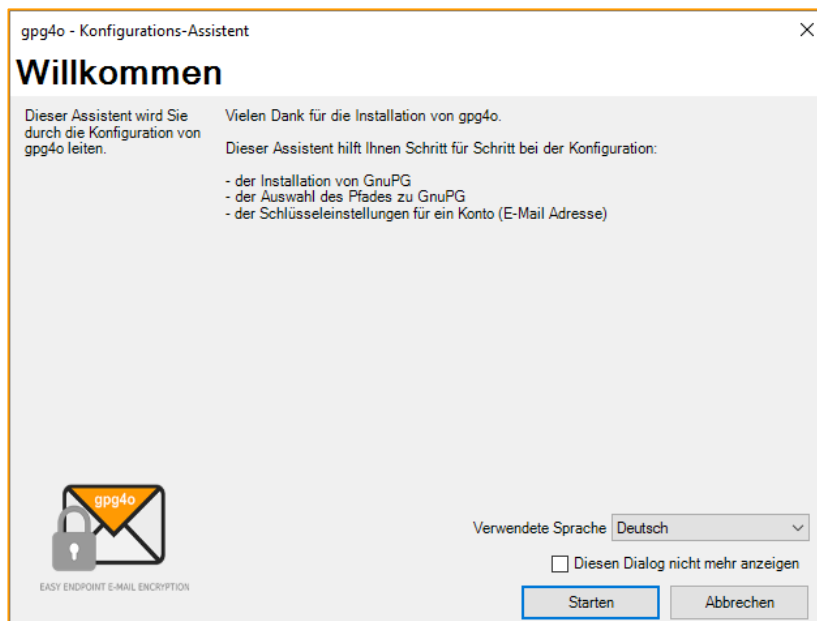 gpg4o - Konfigurations-Assistent
Willkommen
Dieser Assistent wird Sie
durch die Konfiguration von
gpg4o leiten.
Vielen Dank für die Installation von gpg4o.
Dieser Assistent hilft Ihnen Schritt für Schritt bei der Konfiguration:
- der Installation von GnuPG
- der Auswahl des Pfades zu GnuPG
- der Schlüsseleinstellungen für ein Konto (E-Mail Adresse)
gpg4o
EASY ENDPOINT E-MAIL ENCRYPTION
Verwendete Sprache Deutsch
Diesen Dialog nicht mehr anzeigen
Starten Abbrechen